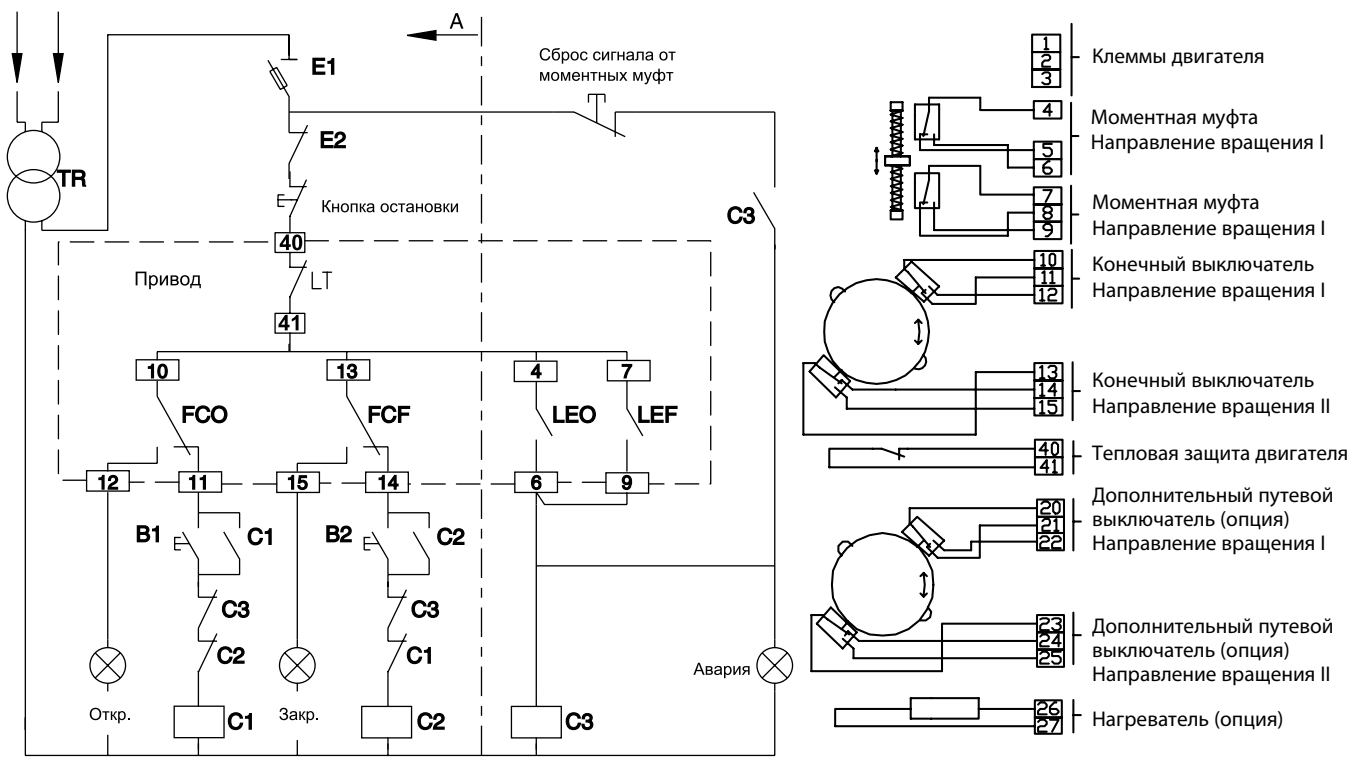 A
E1
Сброс сигнала от
моментных муфт
E2
TR
Кнопка остановки
C3
40
Привод
LT
41
10
13
4
7
FCO
FCF
LEO
LEF
12
11
15
14
6
9
B1
C1
B2
C2
C3
C3
C2
C1
Авария
Откр.
C1
Закр.
C2
C3
1
2
3
Клеммы двигателя
4
5
6
Моментная муфта
Направление вращения I
7
8
9
Моментная муфта
Направление вращения I
10
11
12
Конечный выключатель
Направление вращения I
13
14
15
Конечный выключатель
Направление вращения II
40
41
Тепловая защита двигателя
20
21
22
Дополнительный путевой
выключатель (опция)
Направление вращения I
23
24
25
Дополнительный путевой
выключатель (опция)
Направление вращения II
26
27
Нагреватель (опция)